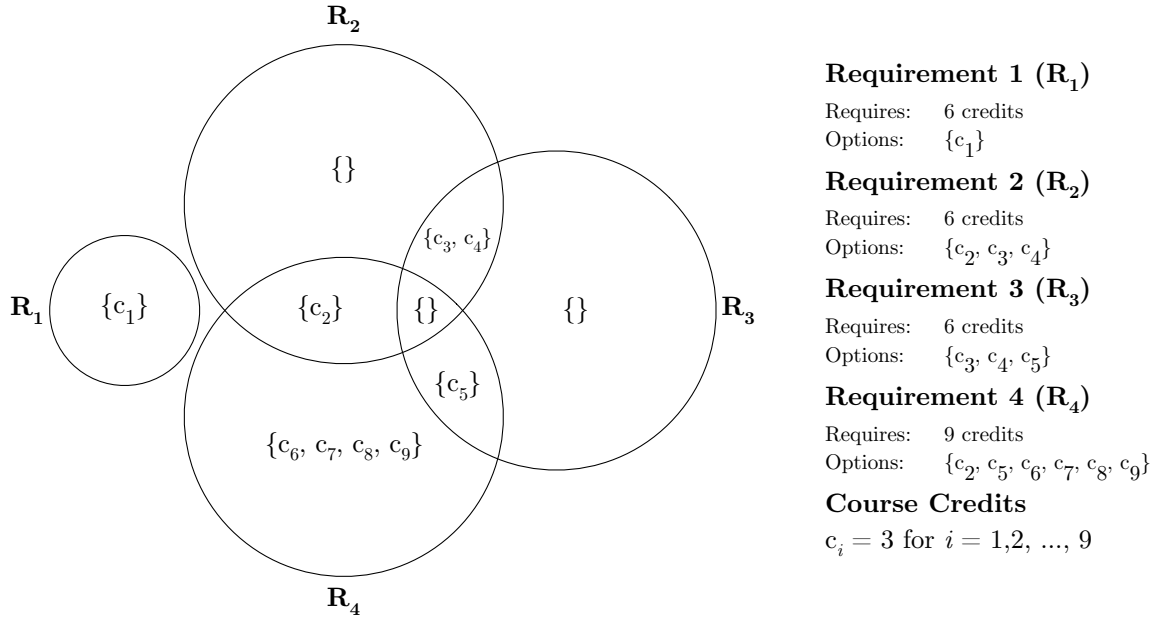 R₂
{}
{c₃, c₄}
R₁
{c₁}
{c₂}
{}
{}
R₃
{c₅}
{c₆, c₇, c₈, c₉}
R₄
Requirement 1 (R₁)
Requires: 6 credits
Options: {c₁}
Requirement 2 (R₂)
Requires: 6 credits
Options: {c₂, c₃, c₄}
Requirement 3 (R₃)
Requires: 6 credits
Options: {c₃, c₄, c₅}
Requirement 4 (R₄)
Requires: 9 credits
Options: {c₂, c₅, c₆, c₇, c₈, c₉}
Course Credits
cᵢ = 3 for i = 1,2, ..., 9